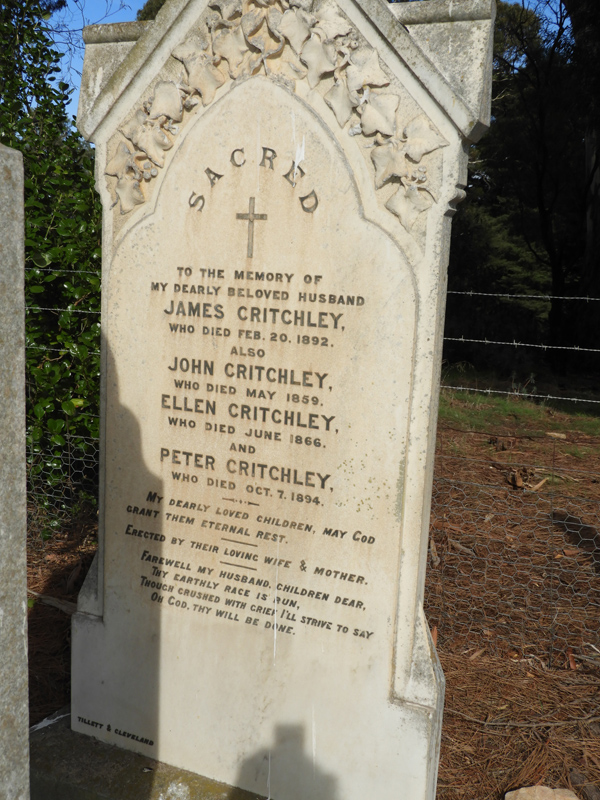 SACRED
TO THE MEMORY OF
MY DEARLY BELOVED HUSBAND
JAMES CRITCHLEY,
WHO DIED FEB. 20. 1892.
ALSO
JOHN CRITCHLEY,
WHO DIED MAY 1859.
ELLEN CRITCHLEY,
WHO DIED JUNE 1866.
AND
PETER CRITCHLEY,
WHO DIED OCT. 7. 1894.
MY DEARLY LOVED CHILDREN, MAY GOD
GRANT THEM ETERNAL REST.
ERECTED BY THEIR LOVING WIFE & MOTHER.
FAREWELL MY HUSBAND, CHILDREN DEAR,
THY EARTHLY RACE IS RUN,
THOUGH CRUSHED WITH GRIEF I'LL STRIVE TO SAY
OH GOD, THY WILL BE DONE.
TILLETT & CLEVELAND